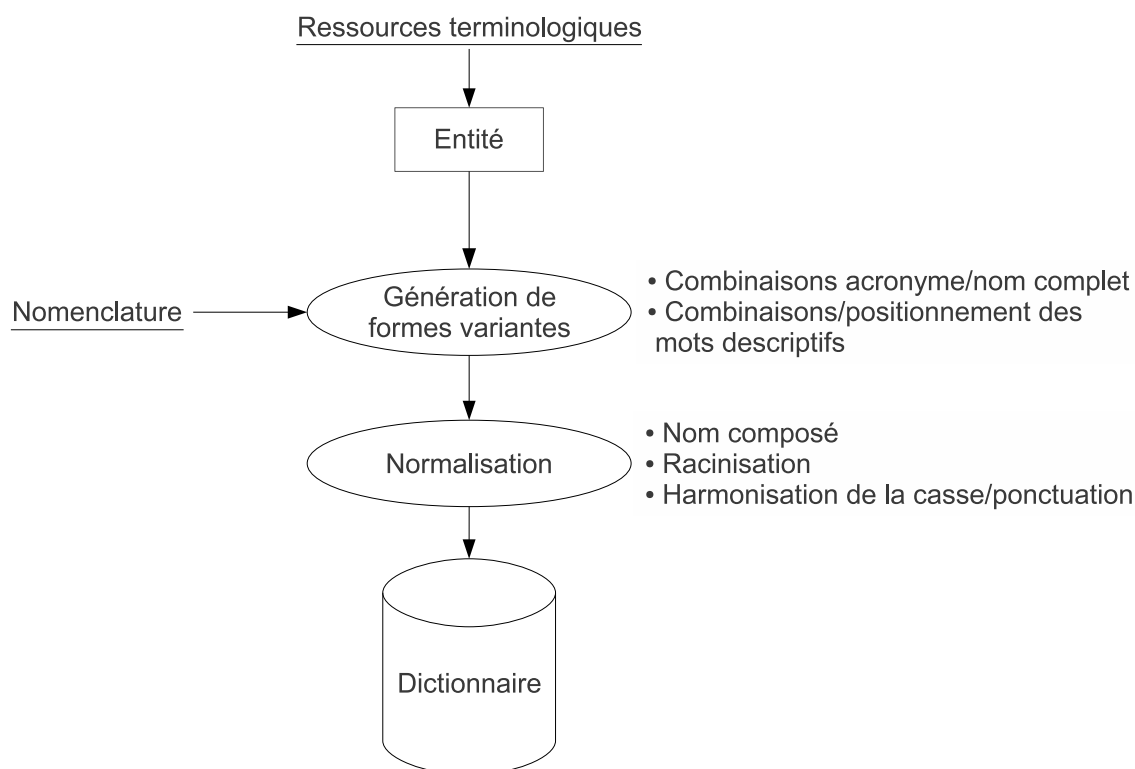 Ressources terminologiques
Entité
Génération de
formes variantes
• Combinaisons acronyme/nom complet
• Combinaisons/positionnement des
mots descriptifs
Nomenclature
Normalisation
• Nom composé
• Racinisation
• Harmonisation de la casse/ponctuation
Dictionnaire